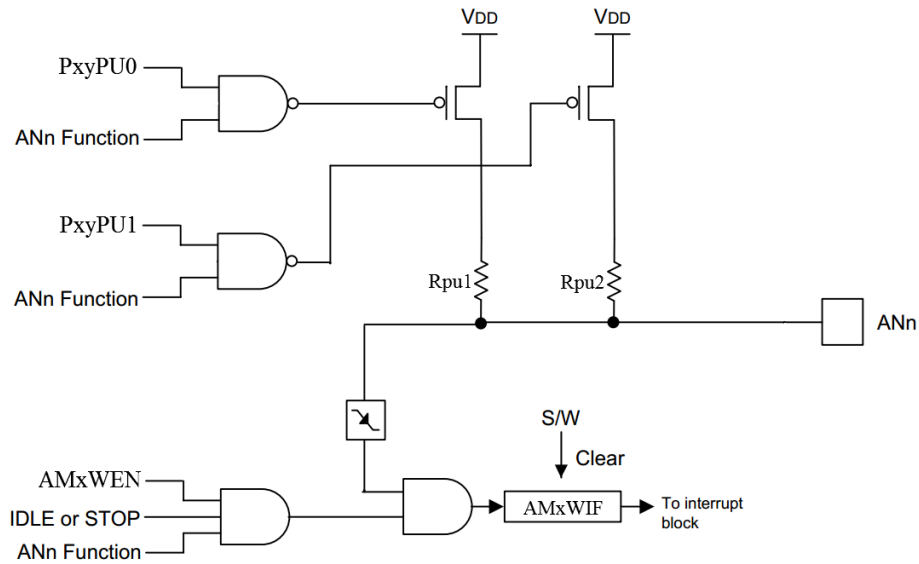 VDD
VDD
PxyPU0
ANn Function
PxyPU1
ANn Function
Rpu1
Rpu2
ANn
S/W
Clear
AMxWEN
IDLE or STOP
ANn Function
AMxWIF
To interrupt
block